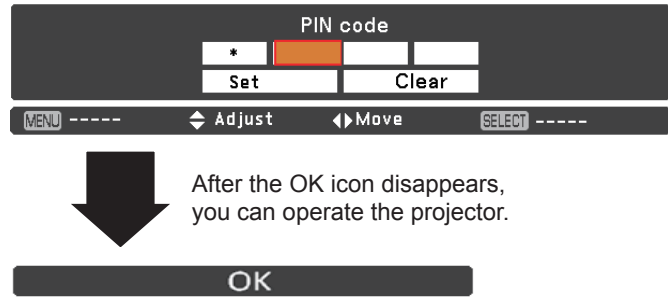 PIN code
*
Set Clear
MENU ----- Adjust Move SELECT -----
After the OK icon disappears,
you can operate the projector.
OK